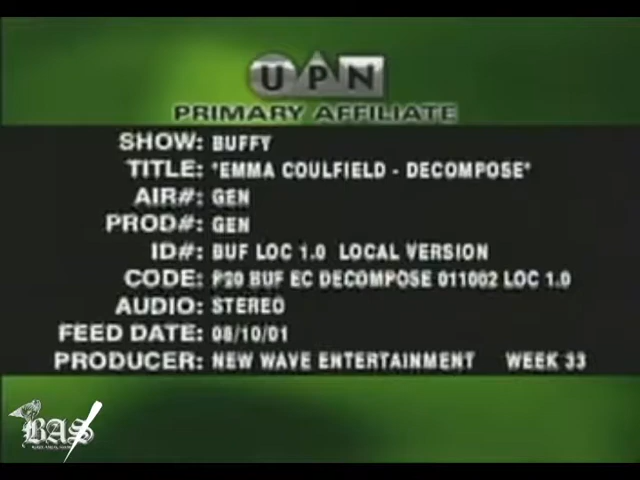 UPN
PRIMARY AFFILIATE
SHOW: BUFFY
TITLE: "EMMA COULFIELD - DECOMPOSE"
AIR#: GEN
PROD#: GEN
ID#: BUF LOC 1.0 LOCAL VERSION
CODE: P20 BUF EC DECOMPOSE 011002 LOC 1.0
AUDIO: STEREO
FEED DATE: 08/10/01
PRODUCER: NEW WAVE ENTERTAINMENT WEEK 33
BAS